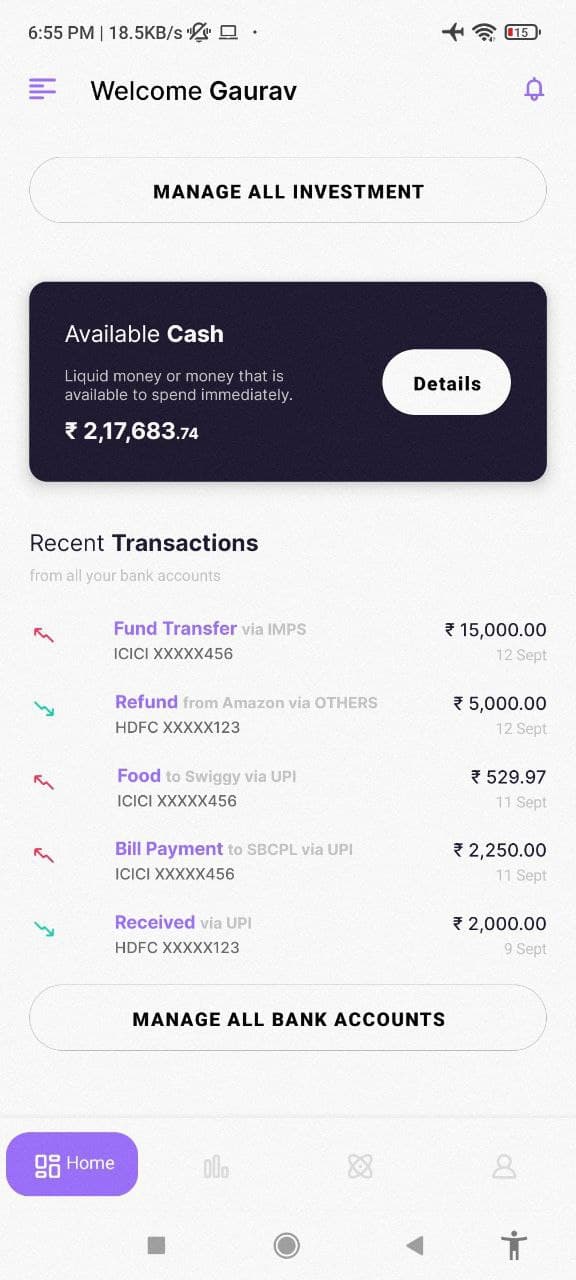 6:55 PM | 18.5KB/s
15
Welcome Gaurav
MANAGE ALL INVESTMENT
Available Cash
Liquid money or money that is
available to spend immediately.
₹ 2,17,683.74
Details
Recent Transactions
from all your bank accounts
Fund Transfer via IMPS ₹ 15,000.00
ICICI XXXXX456 12 Sept
Refund from Amazon via OTHERS ₹ 5,000.00
HDFC XXXXX123 12 Sept
Food to Swiggy via UPI ₹ 529.97
ICICI XXXXX456 11 Sept
Bill Payment to SBCPL via UPI ₹ 2,250.00
ICICI XXXXX456 11 Sept
Received via UPI ₹ 2,000.00
HDFC XXXXX123 9 Sept
MANAGE ALL BANK ACCOUNTS
Home